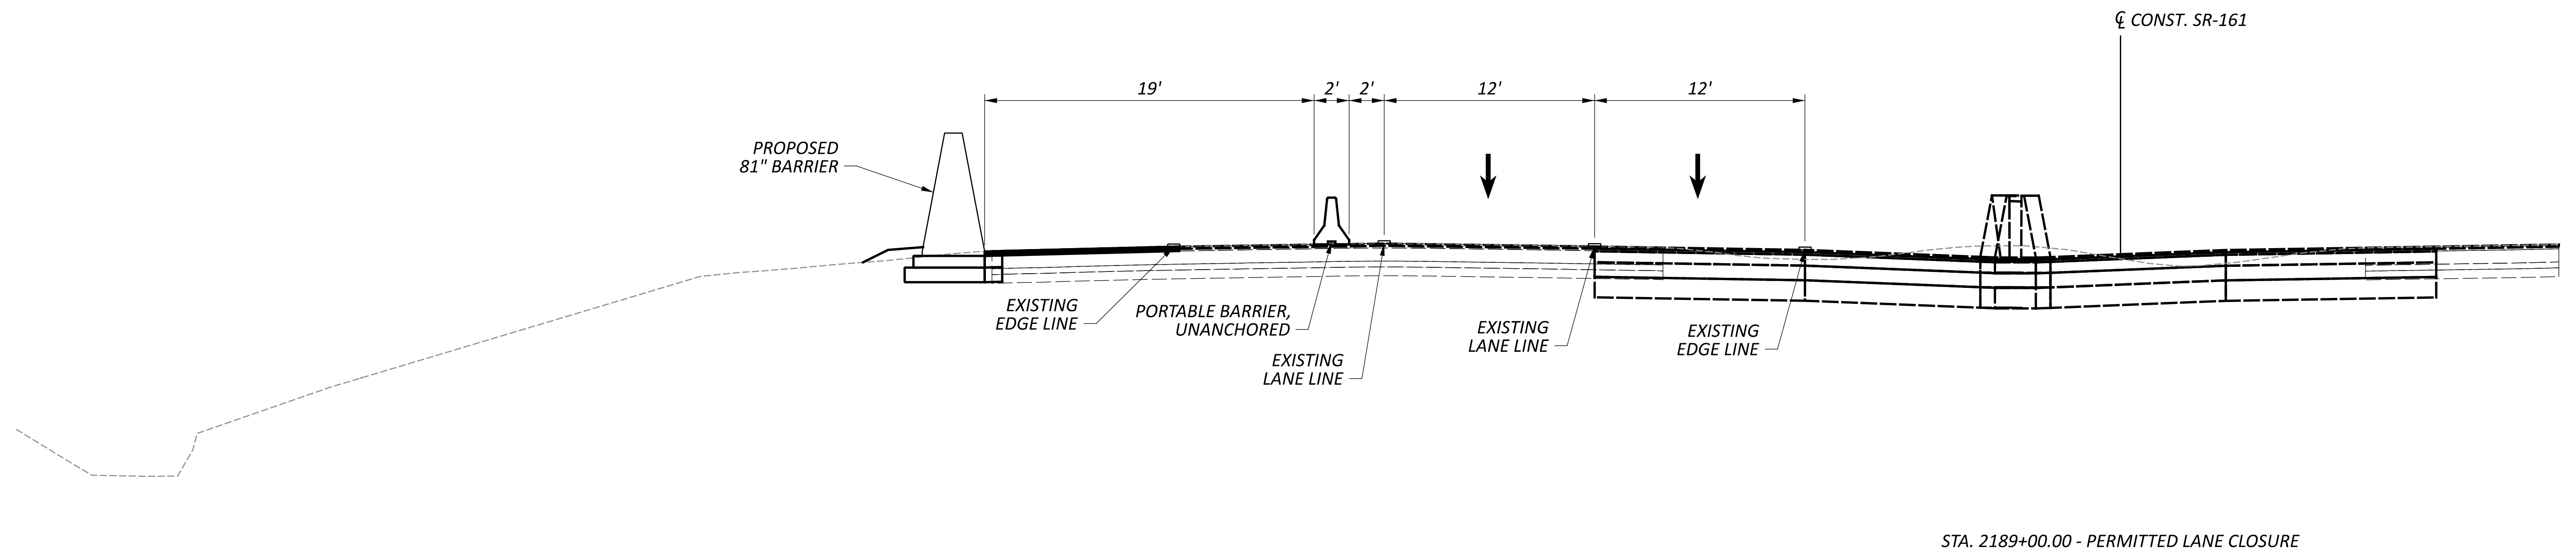 ℄ CONST. SR-161
19'
2'
2'
12'
12'
PROPOSED
81" BARRIER
EXISTING
EDGE LINE
PORTABLE BARRIER,
UNANCHORED
EXISTING
LANE LINE
EXISTING
LANE LINE
EXISTING
EDGE LINE
STA. 2189+00.00 - PERMITTED LANE CLOSURE